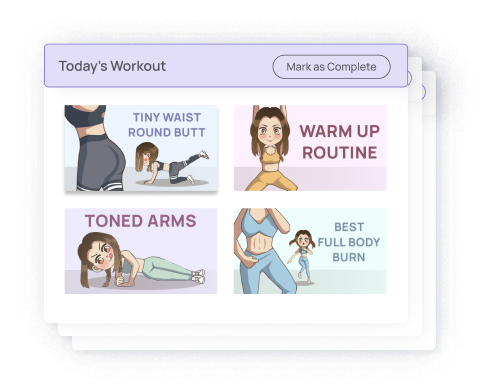 Today's Workout
Mark as Complete
TINY WAIST
ROUND BUTT
WARM UP
ROUTINE
TONED ARMS
BEST
FULL BODY
BURN